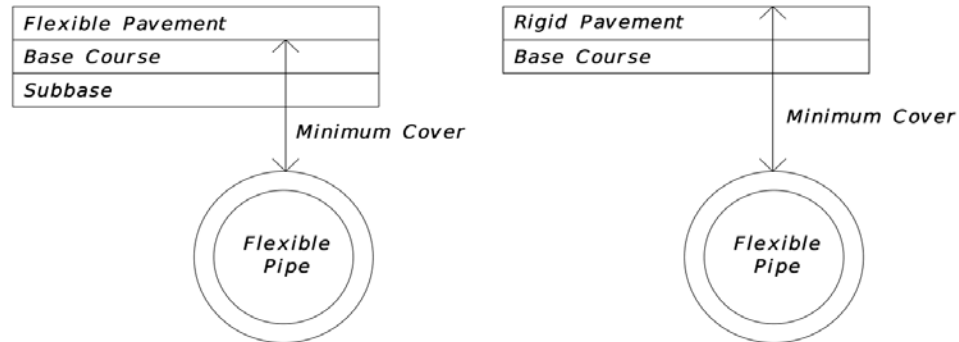 Flexible Pavement
Base Course
Subbase
Minimum Cover
Flexible
Pipe
Rigid Pavement
Base Course
Minimum Cover
Flexible
Pipe